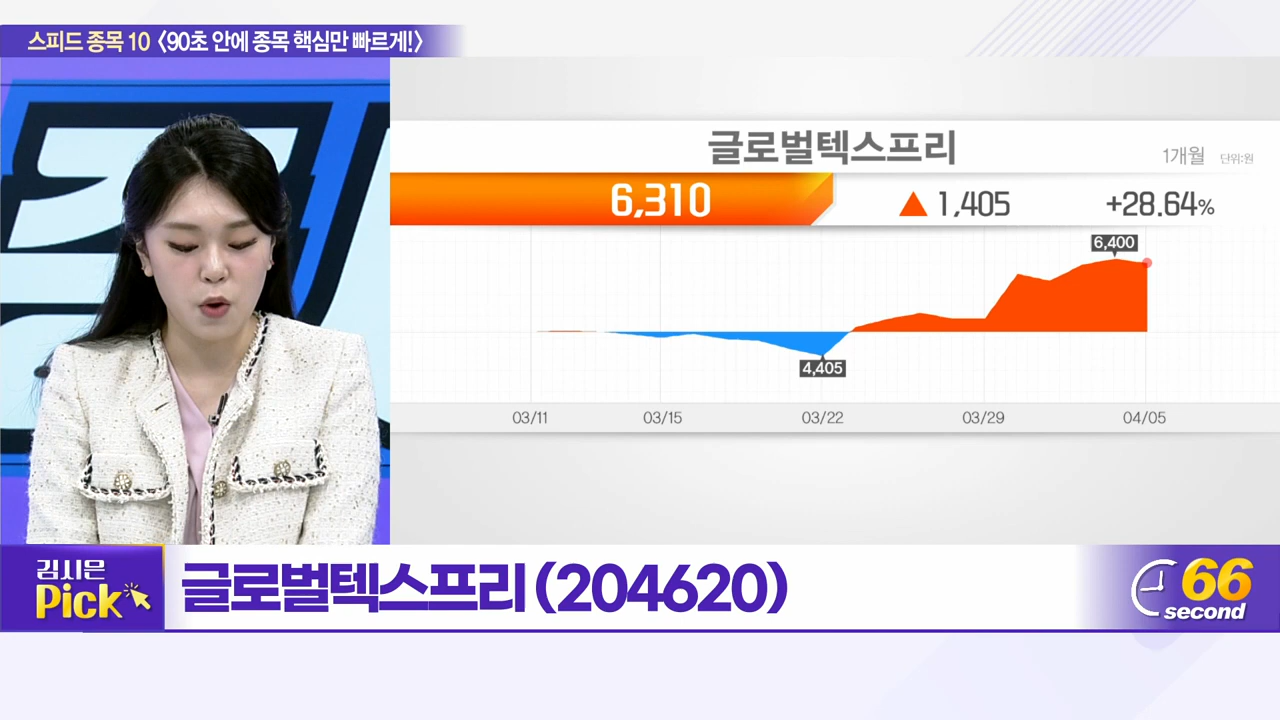 스피드 종목 10 〈90초 안에 종목 핵심만 빠르게!〉
글로벌텍스프리
1개월 단위:원
6,310 ▲ 1,405 +28.64%
6,400
4,405
03/11 03/15 03/22 03/29 04/05
김시은
Pick
글로벌텍스프리(204620)
66
second